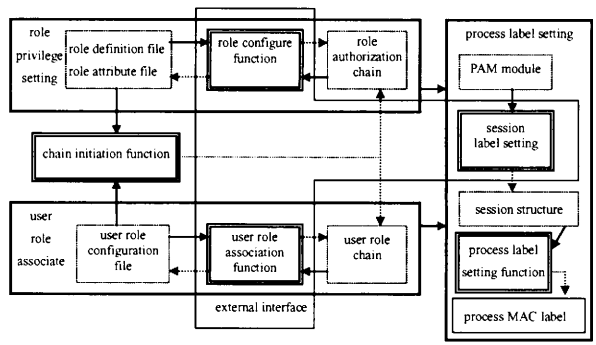 role
privilege
setting
role definition file
role attribute file
role configure
function
role
authorization
chain
process label setting
PAM module
chain initiation function
session
label setting
session structure
user
role
associate
user role
configuration
file
user role
association
function
user role
chain
process label
setting function
external interface
process MAC label